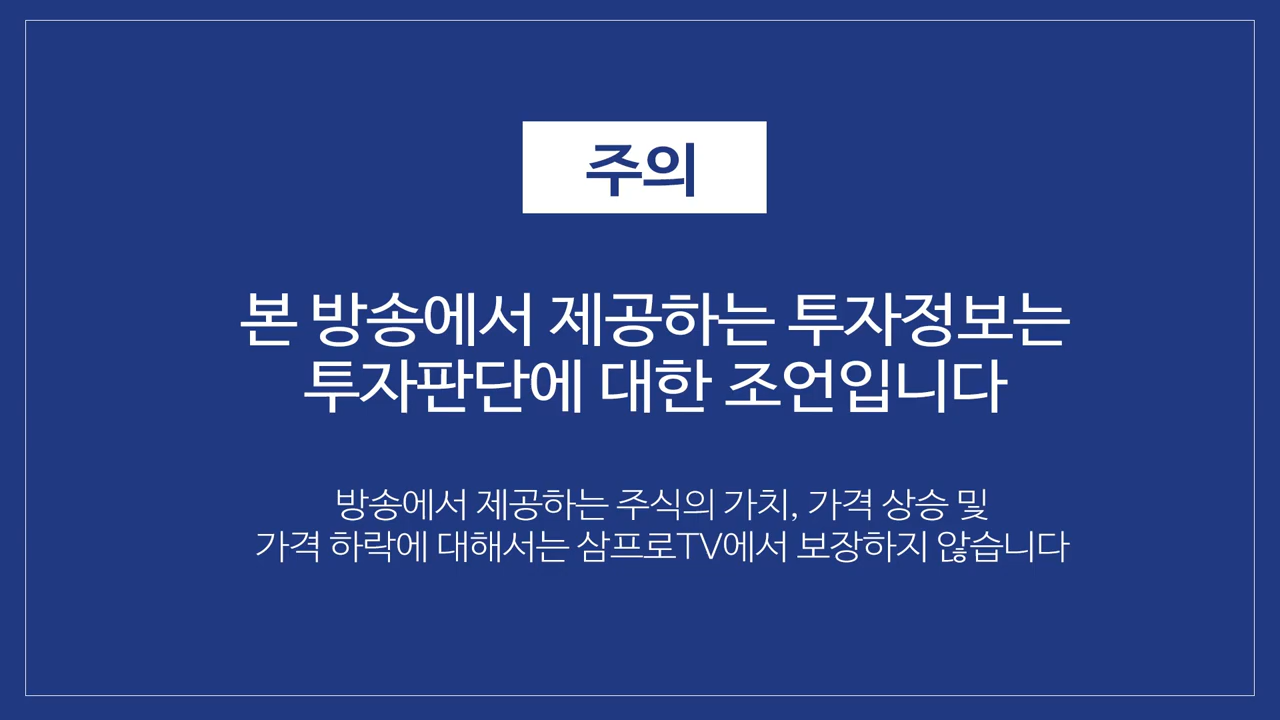 주의
본 방송에서 제공하는 투자정보는
투자판단에 대한 조언입니다
방송에서 제공하는 주식의 가치, 가격 상승 및
가격 하락에 대해서는 삼프로TV에서 보장하지 않습니다